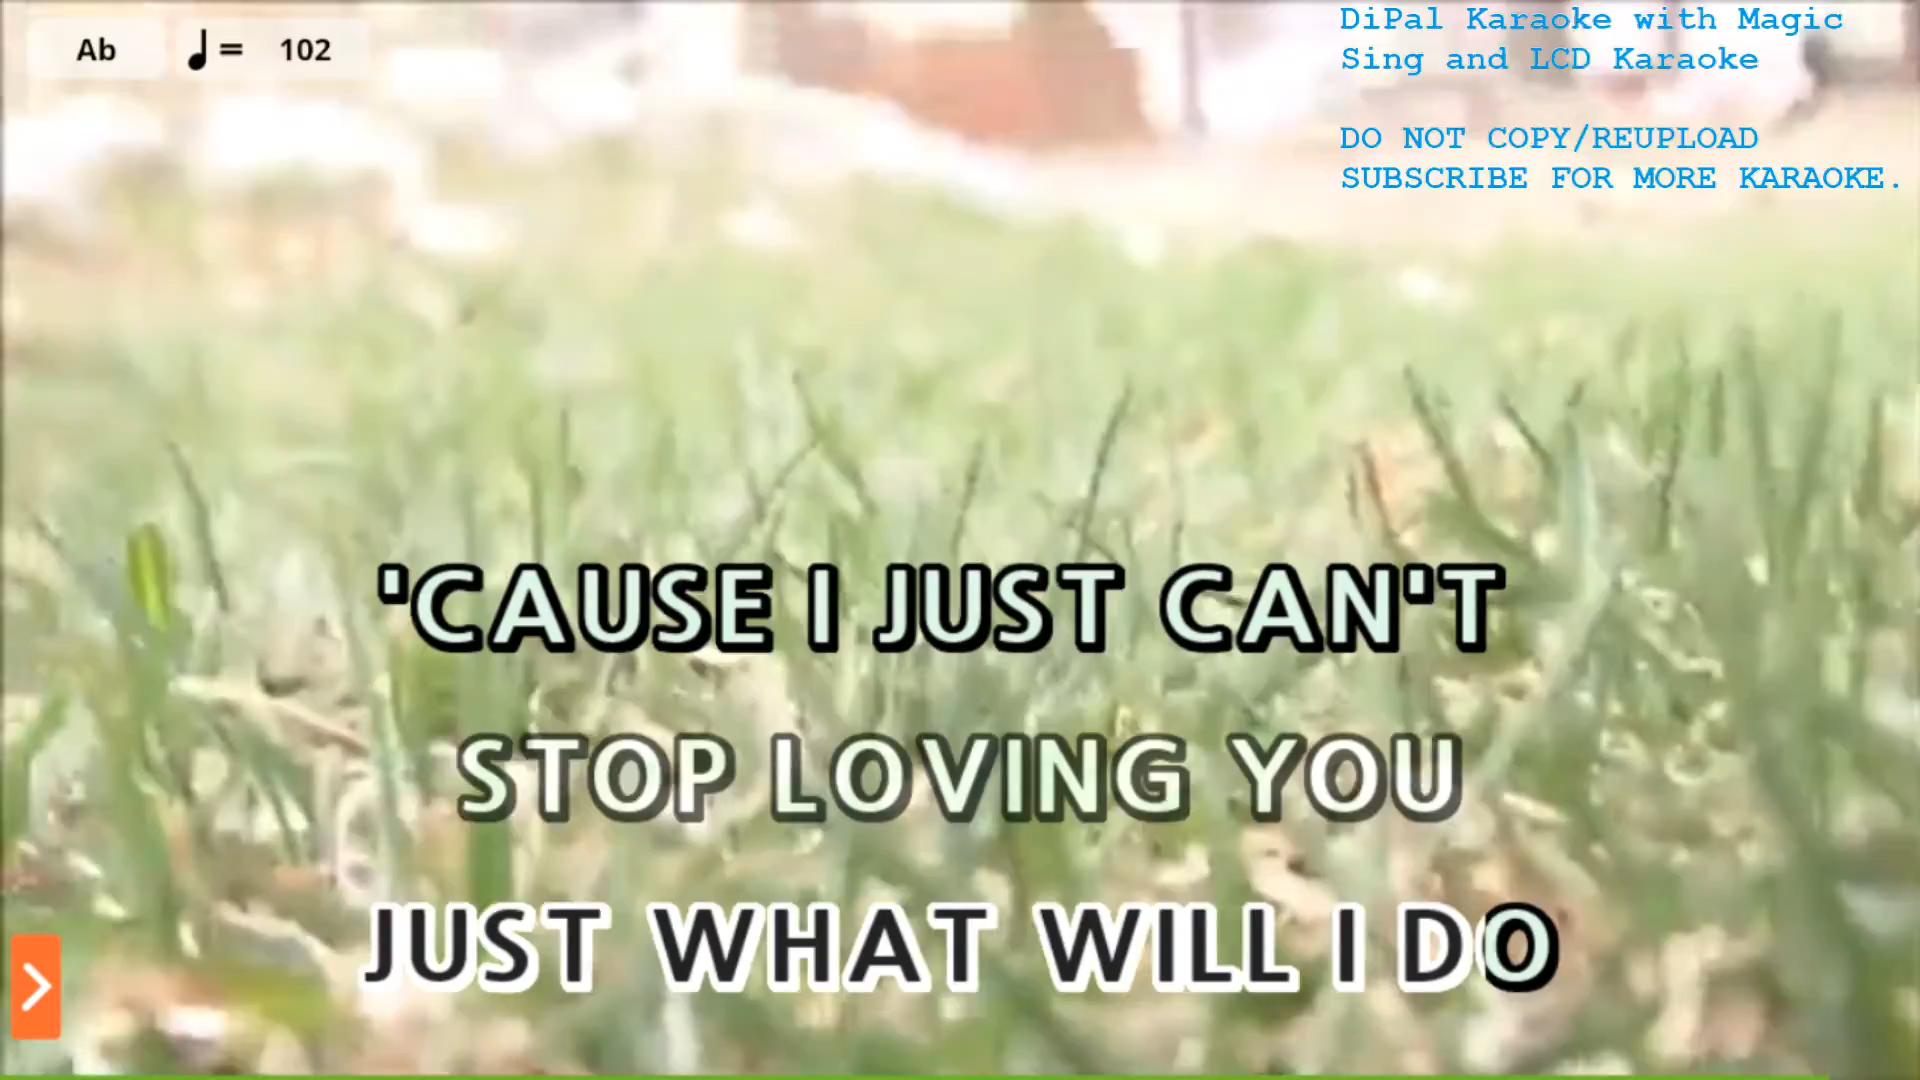 Ab ♩= 102
DiPal Karaoke with Magic
Sing and LCD Karaoke
DO NOT COPY/REUPLOAD
SUBSCRIBE FOR MORE KARAOKE.
'CAUSE I JUST CAN'T
STOP LOVING YOU
JUST WHAT WILL I DO